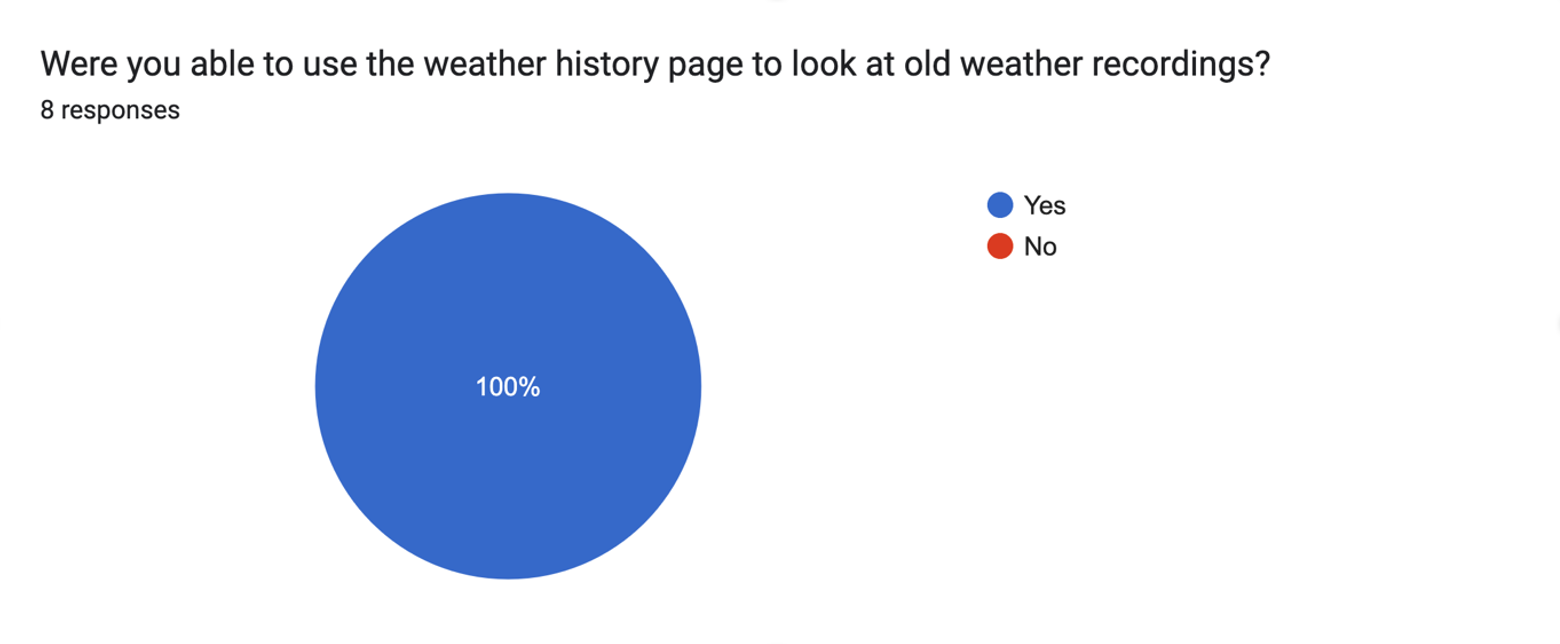 Were you able to use the weather history page to look at old weather recordings?
8 responses
Yes
No
100%